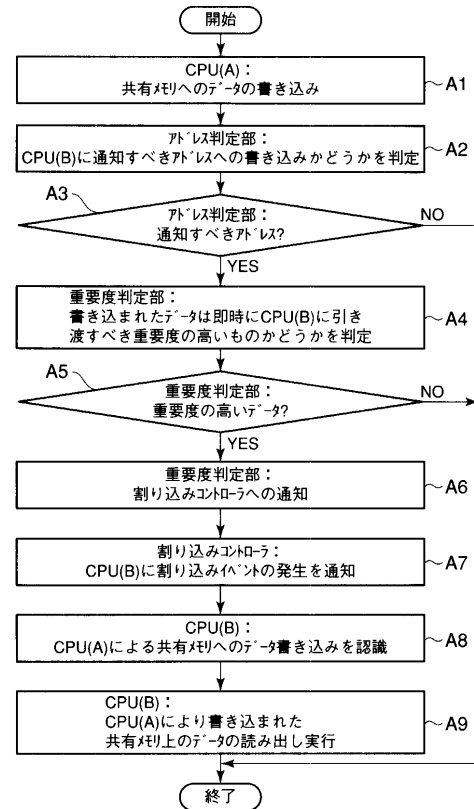 開始
CPU(A):
共有ﾒﾓﾘへのﾃﾞｰﾀの書き込み
A1
ｱﾄﾞﾚｽ判定部:
CPU(B)に通知すべきｱﾄﾞﾚｽへの書き込みかどうかを判定
A2
A3
ｱﾄﾞﾚｽ判定部:
通知すべきｱﾄﾞﾚｽ?
NO
YES
重要度判定部:
書き込まれたﾃﾞｰﾀは即時にCPU(B)に引き
渡すべき重要度の高いものかどうかを判定
A4
A5
重要度判定部:
重要度の高いﾃﾞｰﾀ?
NO
YES
重要度判定部:
割り込みｺﾝﾄﾛｰﾗへの通知
A6
割り込みｺﾝﾄﾛｰﾗ:
CPU(B)に割り込みｲﾍﾞﾝﾄの発生を通知
A7
CPU(B):
CPU(A)による共有ﾒﾓﾘへのﾃﾞｰﾀ書き込みを認識
A8
CPU(B):
CPU(A)により書き込まれた
共有ﾒﾓﾘ上のﾃﾞｰﾀの読み出し実行
A9
終了